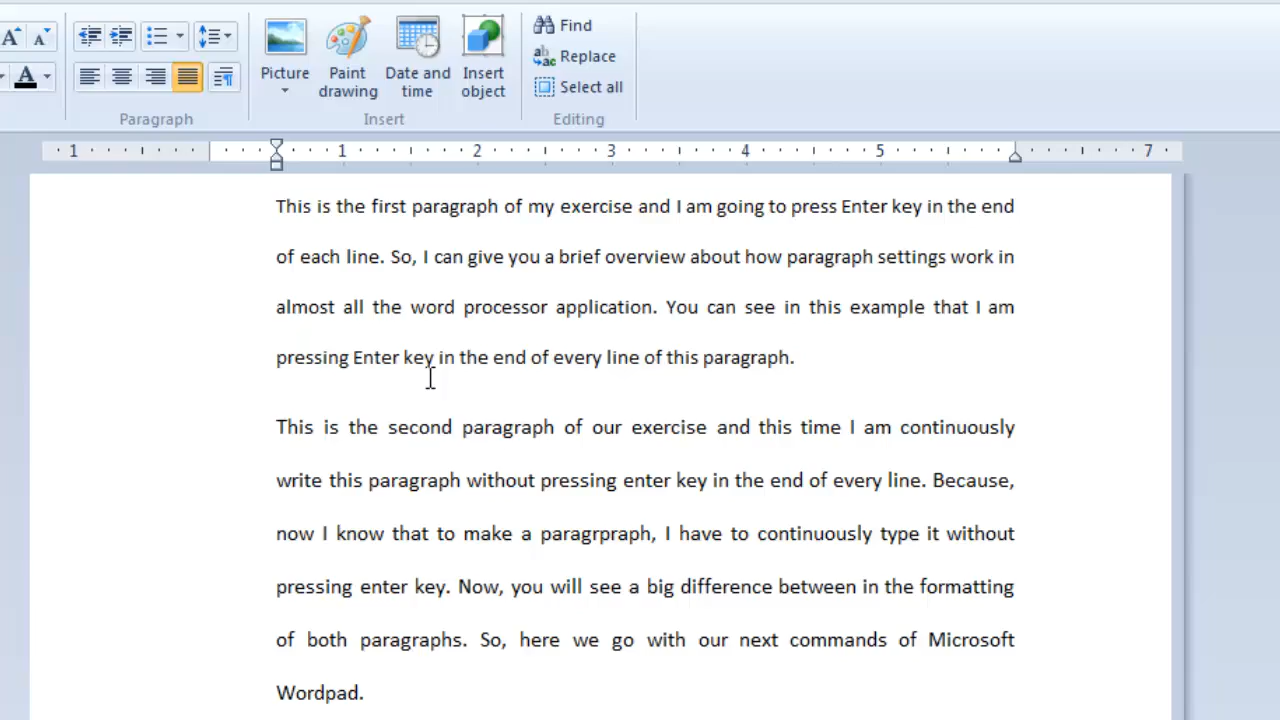 Find
Replace
Select all
Picture
Paint drawing
Date and time
Insert object
Paragraph
Insert
Editing
1 1 2 3 4 5 7
This is the first paragraph of my exercise and I am going to press Enter key in the end
of each line. So, I can give you a brief overview about how paragraph settings work in
almost all the word processor application. You can see in this example that I am
pressing Enter key in the end of every line of this paragraph.
This is the second paragraph of our exercise and this time I am continuously
write this paragraph without pressing enter key in the end of every line. Because,
now I know that to make a paragrpraph, I have to continuously type it without
pressing enter key. Now, you will see a big difference between in the formatting
of both paragraphs. So, here we go with our next commands of Microsoft
Wordpad.